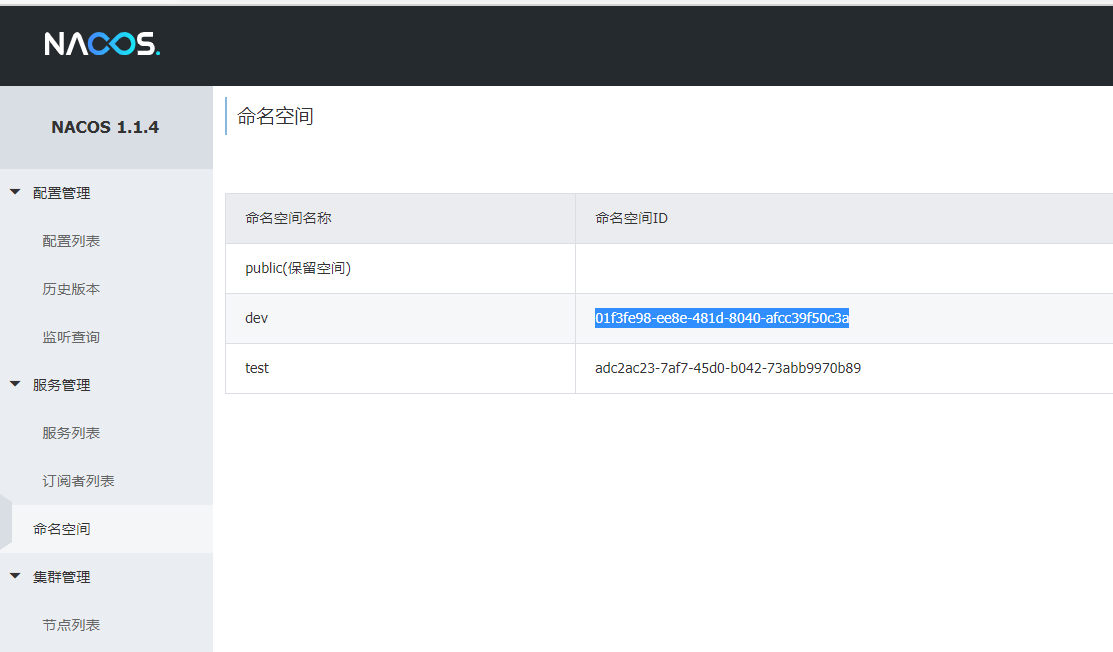 NACOS.
NACOS 1.1.4
配置管理
配置列表
历史版本
监听查询
服务管理
服务列表
订阅者列表
命名空间
集群管理
节点列表
命名空间
命名空间名称 命名空间ID
public(保留空间)
dev 01f3fe98-ee8e-481d-8040-afcc39f50c3a
test adc2ac23-7af7-45d0-b042-73abb9970b89